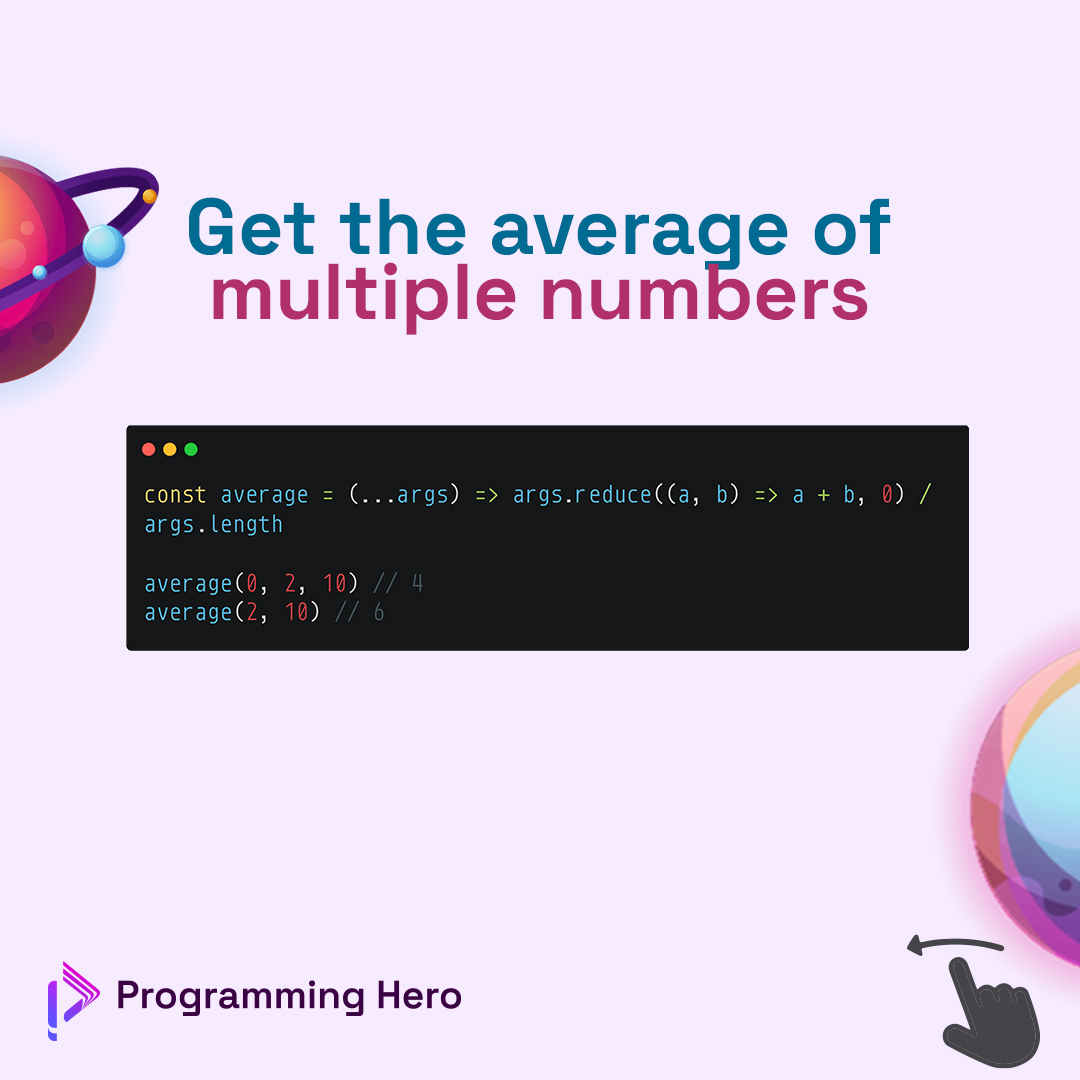 Get the average of
multiple numbers
const average = (...args) => args.reduce((a, b) => a + b, 0) /
args.length
average(0, 2, 10) // 4
average(2, 10) // 6
Programming Hero